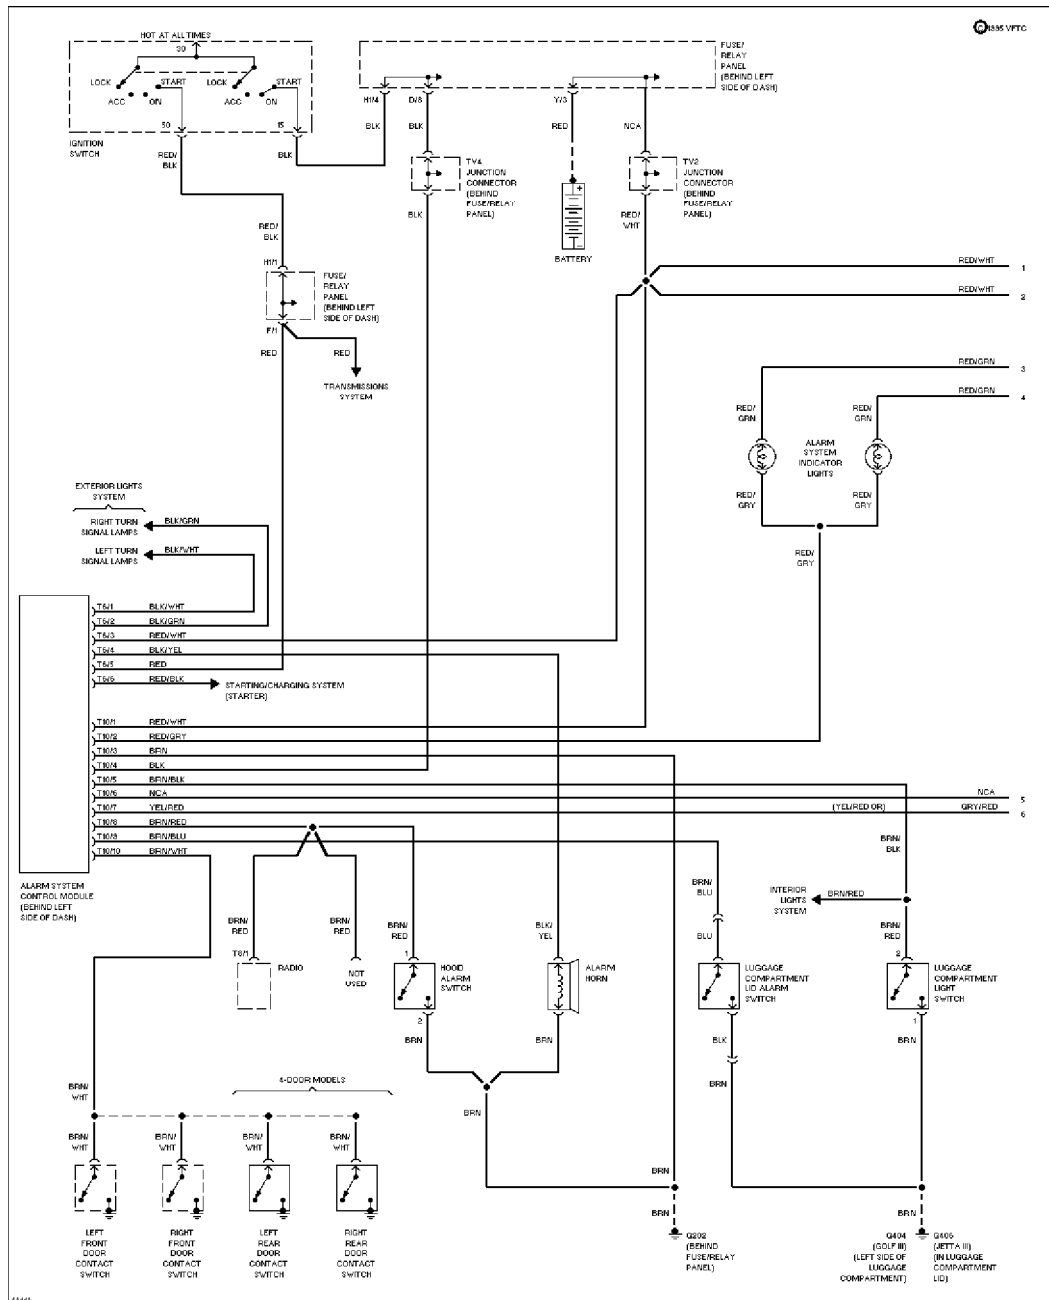 HOT AT ALL TIMES
30
LOCK
START
LOCK
START
ACC
ON
ACC
ON
50
15
IGNITION
SWITCH
RED/
BLK
BLK
©1995 VFTC
FUSE/
RELAY
PANEL
(BEHIND LEFT
SIDE OF DASH)
H1/4
D/8
Y/3
BLK
BLK
RED
NCA
TV4
JUNCTION
CONNECTOR
(BEHIND
FUSE/RELAY
PANEL)
TV2
JUNCTION
CONNECTOR
(BEHIND
FUSE/RELAY
PANEL)
BLK
RED/
WHT
BATTERY
RED/
BLK
H1/1
FUSE/
RELAY
PANEL
(BEHIND LEFT
SIDE OF DASH)
F/1
RED
RED
TRANSMISSIONS
SYSTEM
RED/WHT 1
RED/WHT 2
RED/GRN 3
RED/GRN 4
RED/
GRN
RED/
GRN
ALARM
SYSTEM
INDICATOR
LIGHTS
RED/
GRY
RED/
GRY
RED/
GRY
EXTERIOR LIGHTS
SYSTEM
RIGHT TURN
SIGNAL LAMPS
BLK/GRN
LEFT TURN
SIGNAL LAMPS
BLK/WHT
T6/1 BLK/WHT
T6/2 BLK/GRN
T6/3 RED/WHT
T6/4 BLK/YEL
T6/5 RED
T6/6 RED/BLK
STARTING/CHARGING SYSTEM
(STARTER)
T10/1 RED/WHT
T10/2 RED/GRY
T10/3 BRN
T10/4 BLK
T10/5 BRN/BLK
T10/6 NCA
NCA 5
T10/7 YEL/RED
(YEL/RED OR) GRY/RED 6
T10/8 BRN/RED
T10/9 BRN/BLU
T10/10 BRN/WHT
ALARM SYSTEM
CONTROL MODULE
(BEHIND LEFT
SIDE OF DASH)
BRN/
BLK
INTERIOR
LIGHTS
SYSTEM
BRN/RED
BRN/
RED
BRN/
RED
BRN/
RED
BLK/
YEL
BRN/
BLU
BLU
BRN/
RED
T8/1
RADIO
NOT
USED
1
HOOD
ALARM
SWITCH
2
ALARM
HORN
LUGGAGE
COMPARTMENT
LID ALARM
SWITCH
2
LUGGAGE
COMPARTMENT
LIGHT
SWITCH
1
BRN
BRN
BLK
BRN
BRN
BRN
4-DOOR MODELS
BRN/
WHT
BRN/
WHT
BRN/
WHT
BRN/
WHT
BRN/
WHT
LEFT
FRONT
DOOR
CONTACT
SWITCH
RIGHT
FRONT
DOOR
CONTACT
SWITCH
LEFT
REAR
DOOR
CONTACT
SWITCH
RIGHT
REAR
DOOR
CONTACT
SWITCH
BRN
BRN
G202
(BEHIND
FUSE/RELAY
PANEL)
BRN
G404
(GOLF III)
(LEFT SIDE OF
LUGGAGE
COMPARTMENT)
G405
(JETTA III)
(IN LUGGAGE
COMPARTMENT
LID)